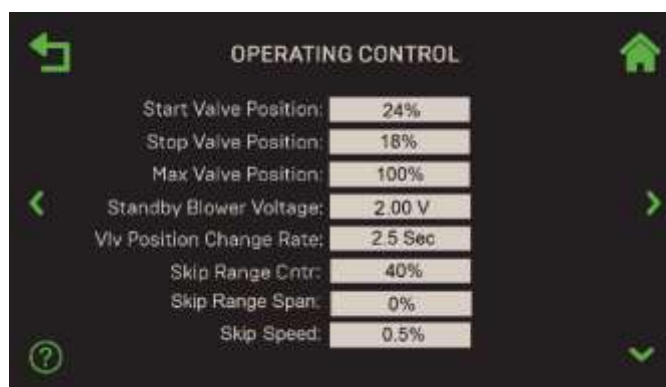 OPERATING CONTROL
Start Valve Position: 24%
Stop Valve Position: 18%
Max Valve Position: 100%
Standby Blower Voltage: 2.00 V
Vlv Position Change Rate: 2.5 Sec
Skip Range Cntr: 40%
Skip Range Span: 0%
Skip Speed: 0.5%
?